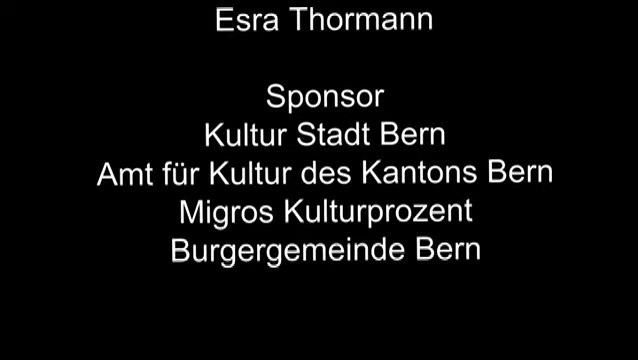 Esra Thormann
Sponsor
Kultur Stadt Bern
Amt für Kultur des Kantons Bern
Migros Kulturprozent
Burgergemeinde Bern